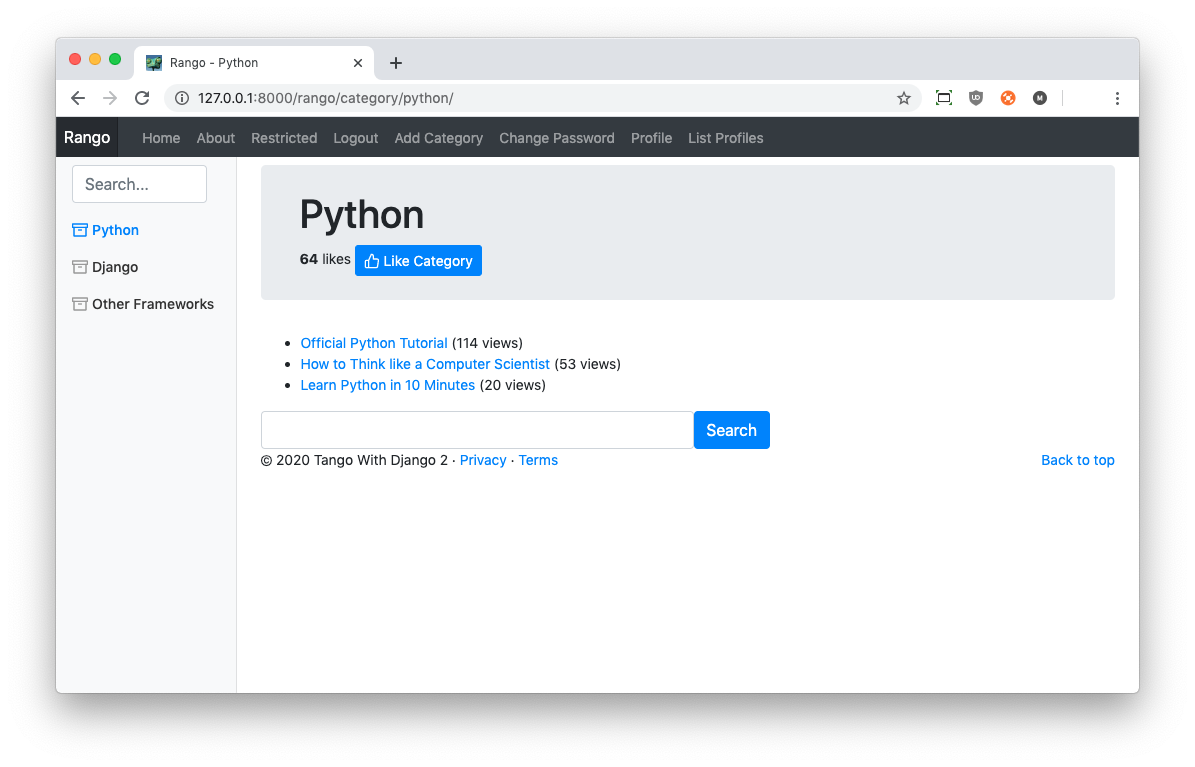 Rango - Python
127.0.0.1:8000/rango/category/python/
UD
M
Rango Home About Restricted Logout Add Category Change Password Profile List Profiles
Search...
Python
Django
Other Frameworks
Python
64 likes Like Category
Official Python Tutorial (114 views)
How to Think like a Computer Scientist (53 views)
Learn Python in 10 Minutes (20 views)
Search
© 2020 Tango With Django 2 · Privacy · Terms
Back to top